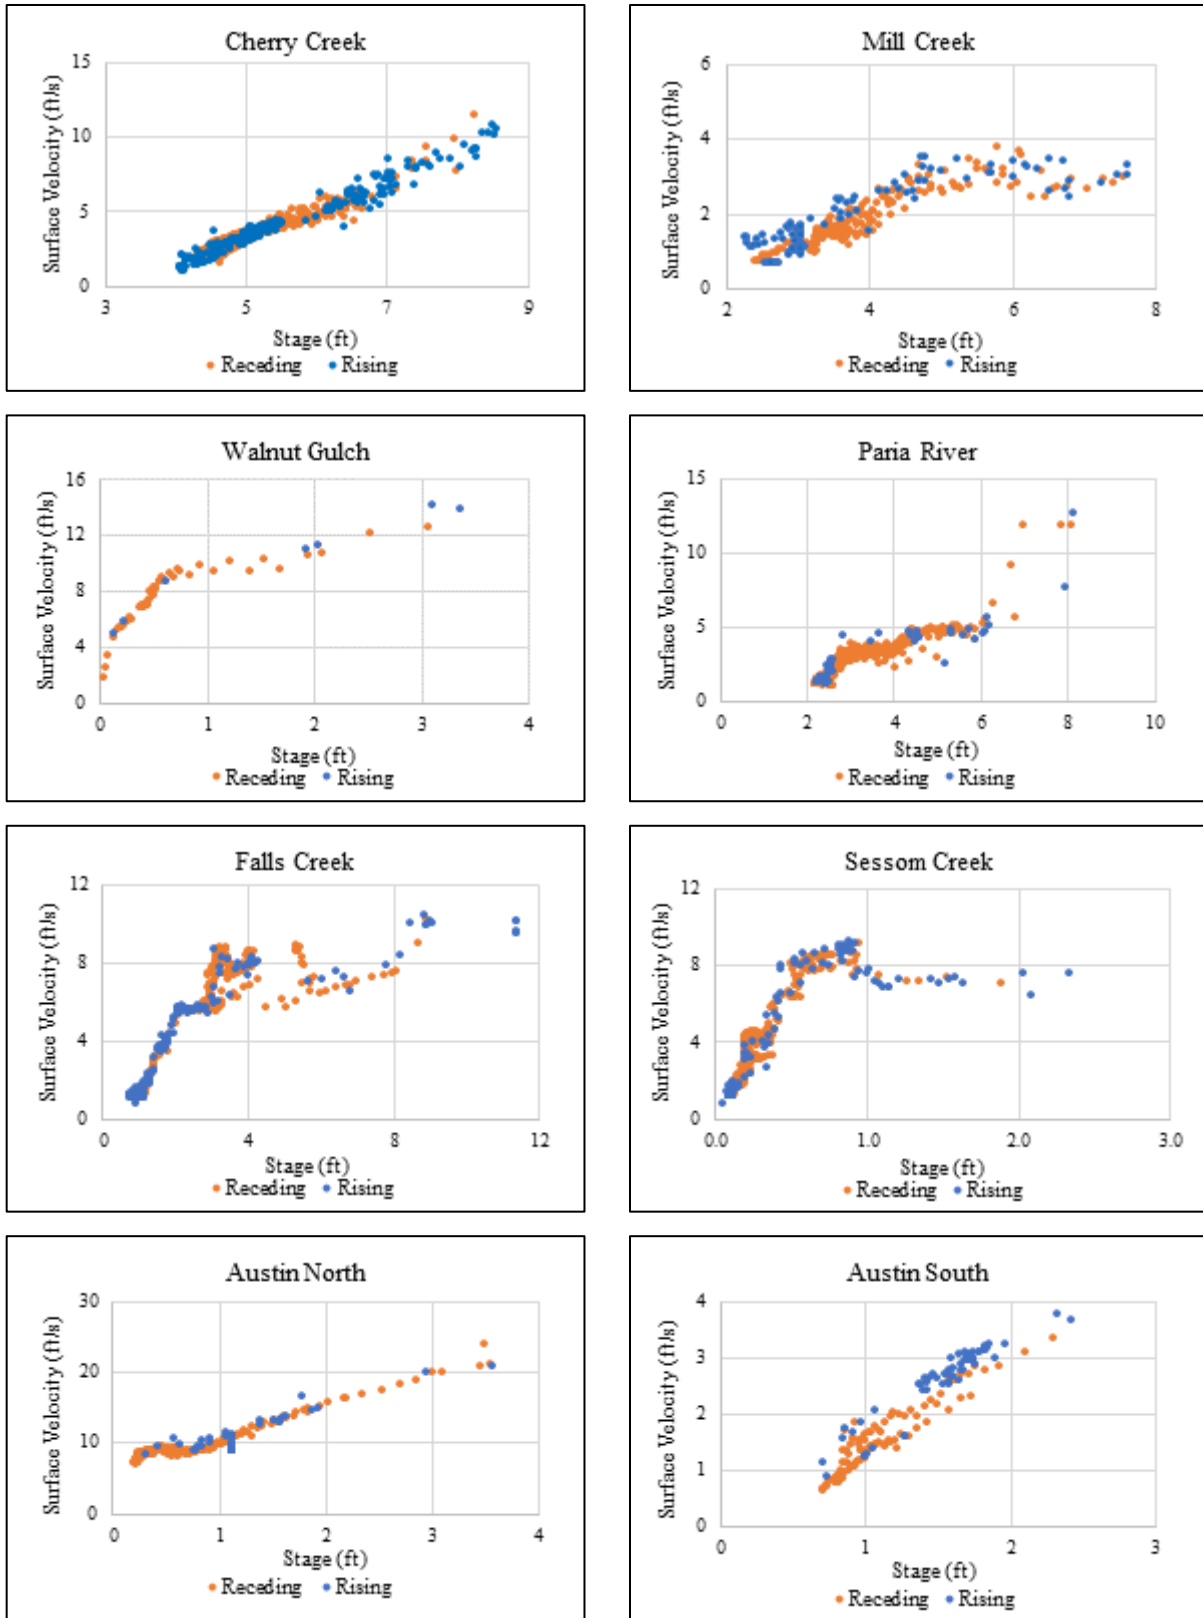 Cherry Creek
Surface Velocity (ft/s)
15
10
5
0
3 5 7 9
Stage (ft)
Receding Rising
Mill Creek
Surface Velocity (ft/s)
6
4
2
0
2 4 6 8
Stage (ft)
Receding Rising
Walnut Gulch
Surface Velocity (ft/s)
16
12
8
4
0
0 1 2 3 4
Stage (ft)
Receding Rising
Paria River
Surface Velocity (ft/s)
15
10
5
0
0 2 4 6 8 10
Stage (ft)
Receding Rising
Falls Creek
Surface Velocity (ft/s)
12
8
4
0
0 4 8 12
Stage (ft)
Receding Rising
Sessom Creek
Surface Velocity (ft/s)
12
8
4
0
0.0 1.0 2.0 3.0
Stage (ft)
Receding Rising
Austin North
Surface Velocity (ft/s)
30
20
10
0
0 1 2 3 4
Stage (ft)
Receding Rising
Austin South
Surface Velocity (ft/s)
4
3
2
1
0
0 1 2 3
Stage (ft)
Receding Rising